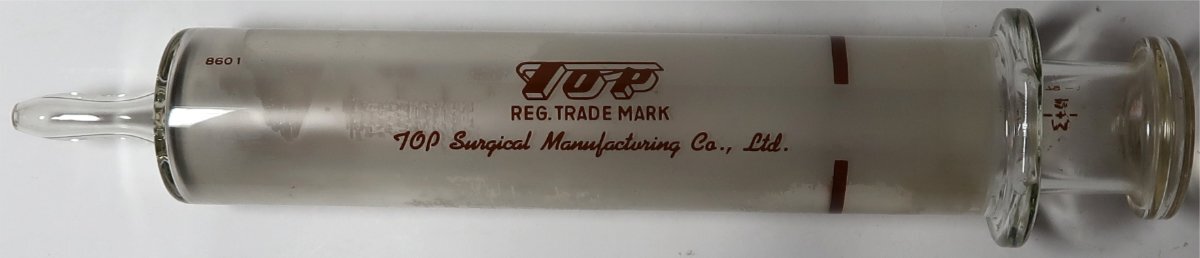 8601
TOP
REG. TRADE MARK
TOP Surgical Manufacturing Co., Ltd.